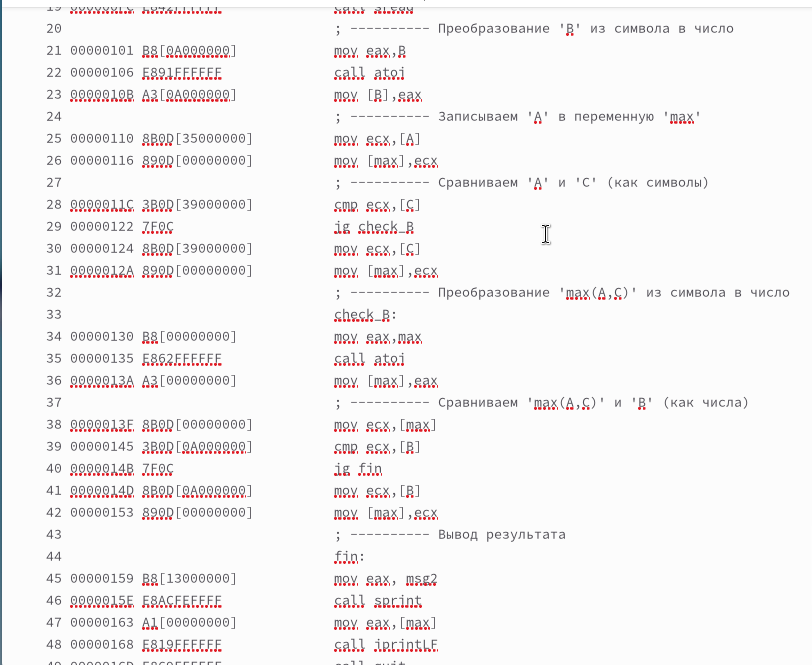 20 ; ---------- Преобразование 'B' из символа в число
21 00000101 B8[0A000000] mov eax,B
22 00000106 E891FFFFFF call atoi
23 0000010B A3[0A000000] mov [B],eax
24 ; ---------- Записываем 'A' в переменную 'max'
25 00000110 8B0D[35000000] mov ecx,[A]
26 00000116 890D[00000000] mov [max],ecx
27 ; ---------- Сравниваем 'A' и 'C' (как символы)
28 0000011C 3B0D[39000000] cmp ecx,[C]
29 00000122 7F0C jg check_B
30 00000124 8B0D[39000000] mov ecx,[C]
31 0000012A 890D[00000000] mov [max],ecx
32 ; ---------- Преобразование 'max(A,C)' из символа в число
33 check_B:
34 00000130 B8[00000000] mov eax,max
35 00000135 E862FFFFFF call atoi
36 0000013A A3[00000000] mov [max],eax
37 ; ---------- Сравниваем 'max(A,C)' и 'B' (как числа)
38 0000013F 8B0D[00000000] mov ecx,[max]
39 00000145 3B0D[0A000000] cmp ecx,[B]
40 0000014B 7F0C jg fin
41 0000014D 8B0D[0A000000] mov ecx,[B]
42 00000153 890D[00000000] mov [max],ecx
43 ; ---------- Вывод результата
44 fin:
45 00000159 B8[13000000] mov eax, msg2
46 0000015E E8ACFEFFFF call sprint
47 00000163 A1[00000000] mov eax,[max]
48 00000168 E819FFFFFF call iprintLF